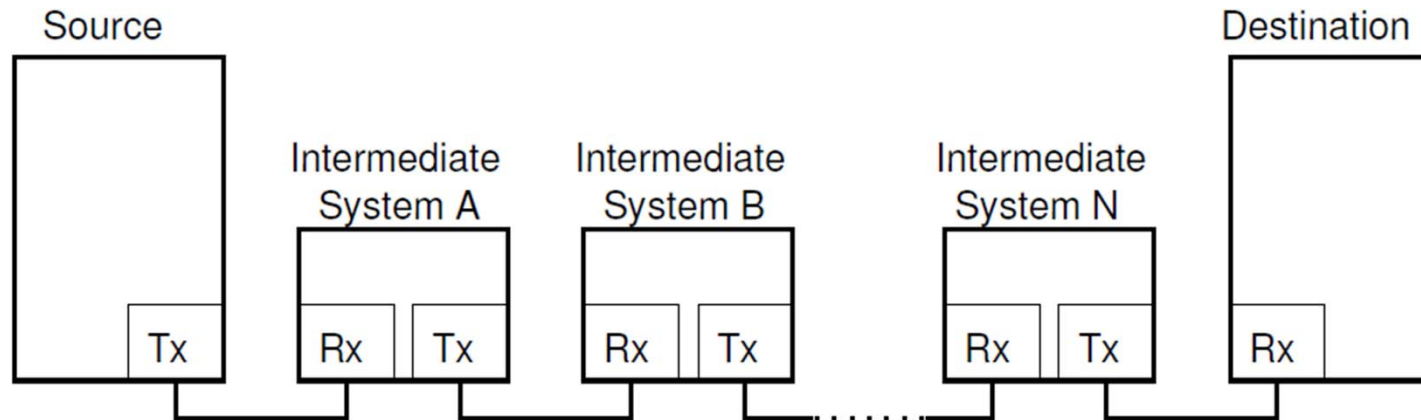 Source
Destination
Intermediate
System A
Intermediate
System B
Intermediate
System N
Tx
Rx
Tx
Rx
Tx
Rx
Tx
Rx